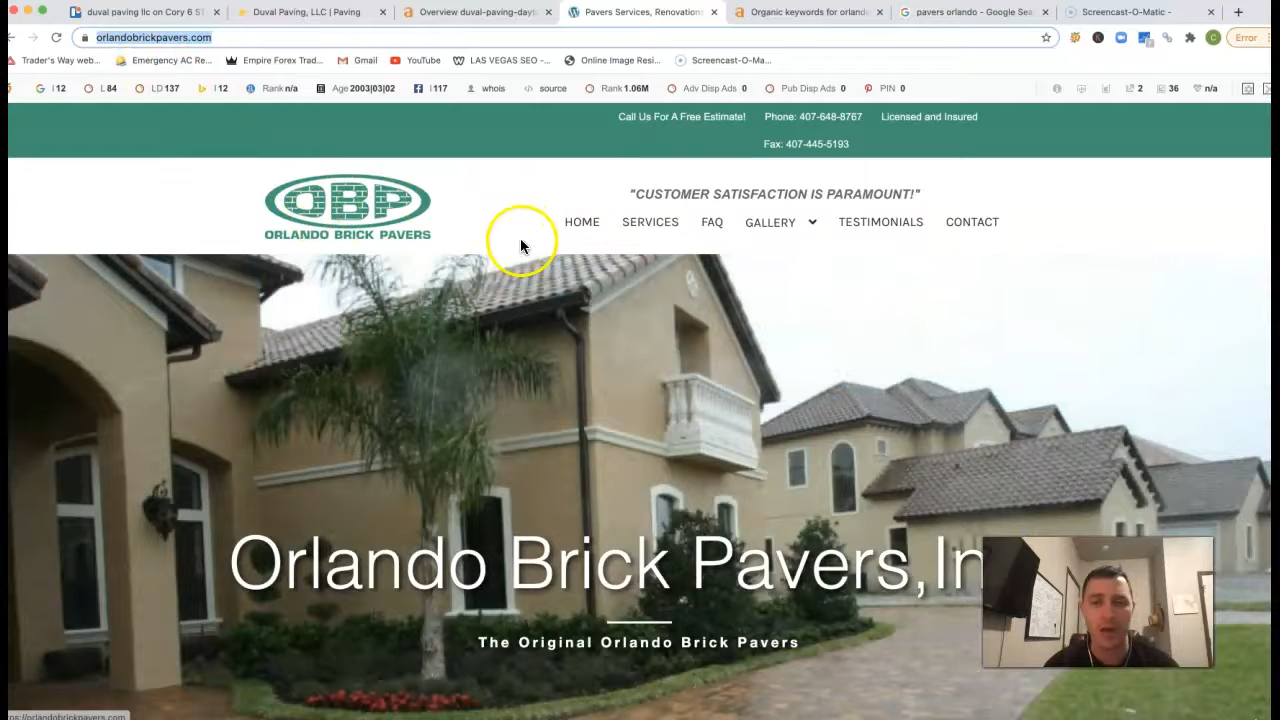 duval paving llc on Cory 6 ST
Duval Paving, LLC | Paving
Overview duval-paving-days
Pavers Services, Renovation
Organic keywords for orland
pavers orlando - Google Sea
Screencast-O-Matic -
orlandobrickpavers.com
Error
Trader's Way web...
Emergency AC Re...
Empire Forex Trad...
Gmail
YouTube
LAS VEGAS SEO -...
Online Image Resi...
Screencast-O-Ma...
I 12
L 84
LD 137
I 12
Rank n/a
Age 2003|03|02
I 117
whois
source
Rank 1.06M
Adv Disp Ads 0
Pub Disp Ads 0
PIN 0
2
36
n/a
Call Us For A Free Estimate!
Phone: 407-648-8767
Licensed and Insured
Fax: 407-445-5193
OBP
ORLANDO BRICK PAVERS
"CUSTOMER SATISFACTION IS PARAMOUNT!"
HOME
SERVICES
FAQ
GALLERY
TESTIMONIALS
CONTACT
Orlando Brick Pavers,In
The Original Orlando Brick Pavers
ps://orlandobrickpavers.com